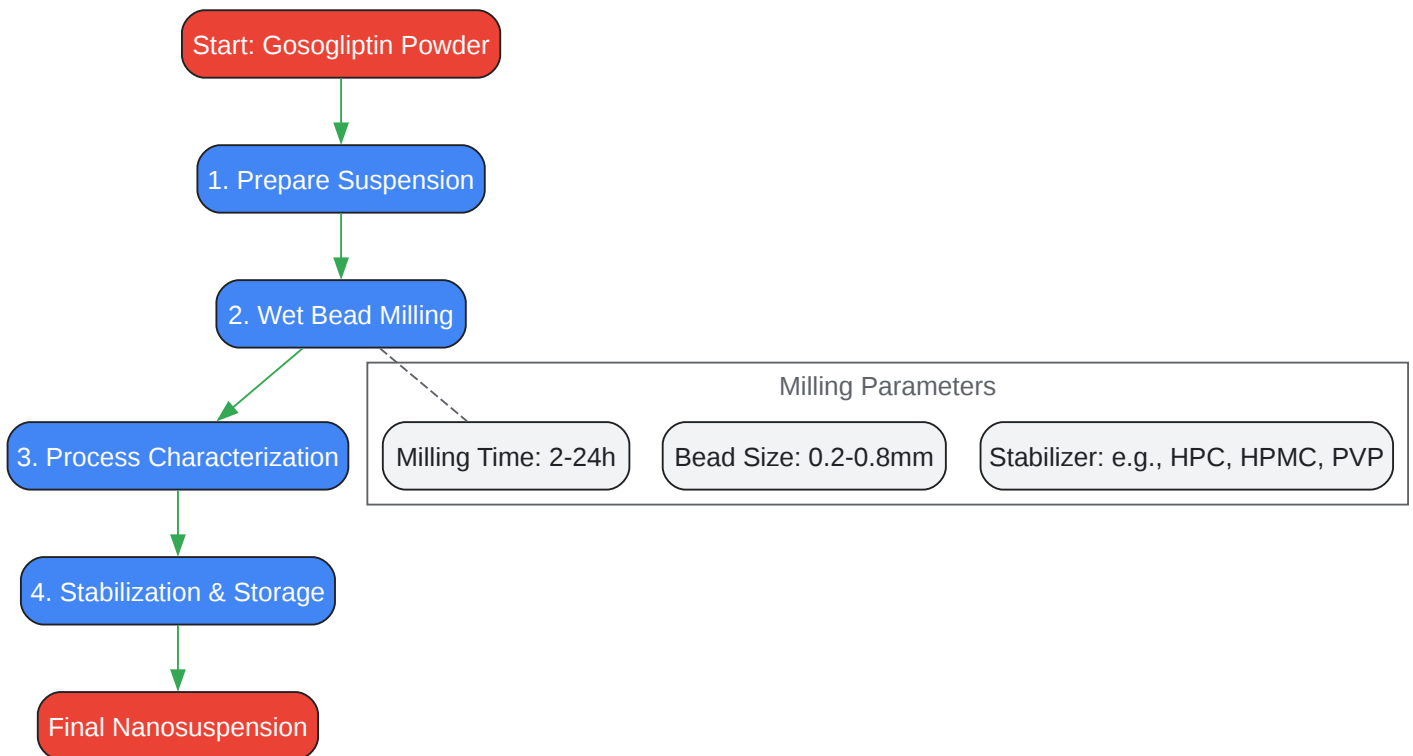 Start: Gosogliptin Powder
1. Prepare Suspension
2. Wet Bead Milling
Milling Parameters
3. Process Characterization
Milling Time: 2-24h
Bead Size: 0.2-0.8mm
Stabilizer: e.g., HPC, HPMC, PVP
4. Stabilization & Storage
Final Nanosuspension